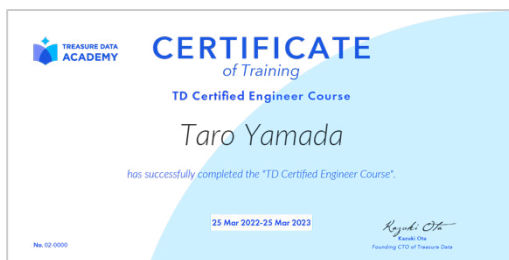 TREASURE DATA
ACADEMY
CERTIFICATE
of Training
TD Certified Engineer Course
Taro Yamada
has successfully completed the "TD Certified Engineer Course".
25 Mar 2022-25 Mar 2023
Kazuki Ota
Kazuki Ota
Founding CTO of Treasure Data
No. 02-0000